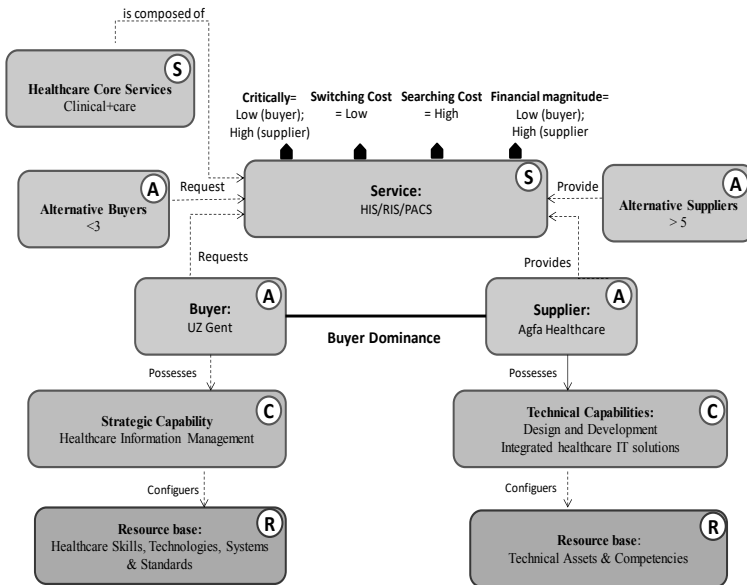 is composed of
S
Healthcare Core Services
Clinical+care
Critically=
Low (buyer);
High (supplier)
Switching Cost
= Low
Searching Cost
= High
Financial magnitude=
Low (buyer);
High (supplier
A
Alternative Buyers
<3
Request
S
Service:
HIS/RIS/PACS
Provide
A
Alternative Suppliers
> 5
Requests
Provides
A
Buyer:
UZ Gent
Buyer Dominance
A
Supplier:
Agfa Healthcare
Possesses
Possesses
C
Strategic Capability
Healthcare Information Management
C
Technical Capabilities:
Design and Development
Integrated healthcare IT solutions
Configuers
Configuers
R
Resource base:
Healthcare Skills, Technologies, Systems
& Standards
R
Resource base:
Technical Assets & Competencies